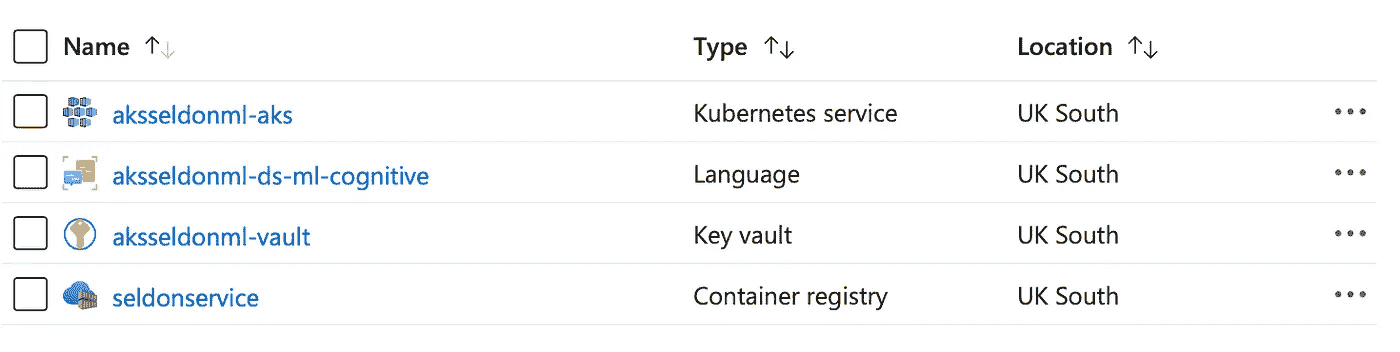 Name ↑↓ Type ↑↓ Location ↑↓
aksseldonml-aks Kubernetes service UK South ...
aksseldonml-ds-ml-cognitive Language UK South ...
aksseldonml-vault Key vault UK South ...
seldonservice Container registry UK South ...